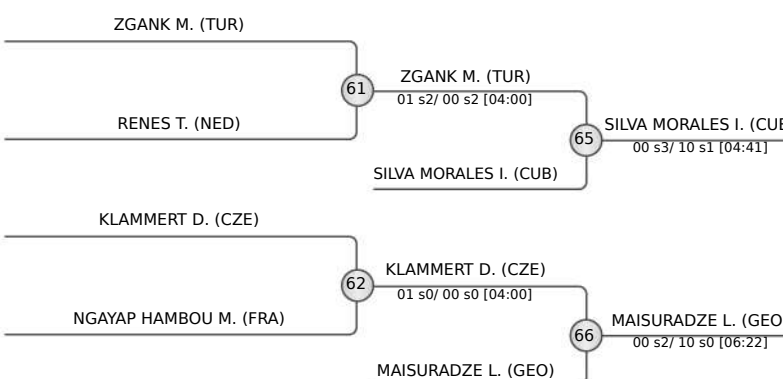 ZGANK M. (TUR)
61
RENES T. (NED)
ZGANK M. (TUR)
01 s2/ 00 s2 [04:00]
65
SILVA MORALES I. (CUB)
SILVA MORALES I. (CUB
00 s3/ 10 s1 [04:41]
KLAMMERT D. (CZE)
62
NGAYAP HAMBOU M. (FRA)
KLAMMERT D. (CZE)
01 s0/ 00 s0 [04:00]
66
MAISURADZE L. (GEO)
MAISURADZE L. (GEO
00 s2/ 10 s0 [06:22]